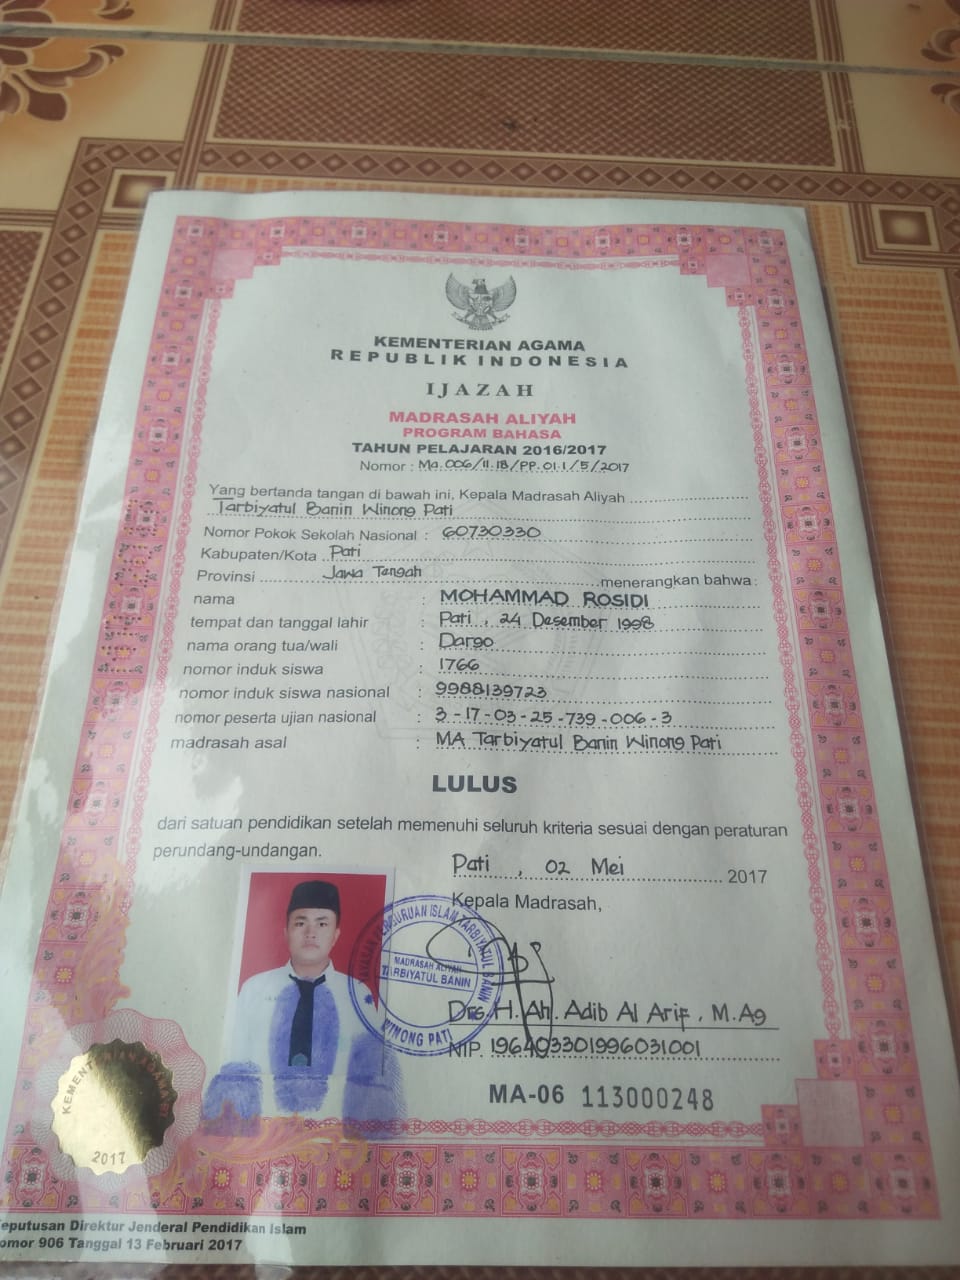 KEMENTERIAN AGAMA
REPUBLIK INDONESIA
IJAZAH
MADRASAH ALIYAH
PROGRAM BAHASA
TAHUN PELAJARAN 2016/2017
Nomor : Ma.006/11.18/PP.01.1/5/2017
Yang bertanda tangan di bawah ini, Kepala Madrasah Aliyah
Tarbiyatul Banin Winong Pati
Nomor Pokok Sekolah Nasional : 60730330
Kabupaten/Kota Pati
Provinsi Jawa Tengah menerangkan bahwa :
nama : MOHAMMAD ROSIDI
tempat dan tanggal lahir : Pati, 24 Desember 1998
nama orang tua/wali : Dargo
nomor induk siswa : 1766
nomor induk siswa nasional : 9988139723
nomor peserta ujian nasional : 3-17-03-25-739-006-3
madrasah asal : MA Tarbiyatul Banin Winong Pati
LULUS
dari satuan pendidikan setelah memenuhi seluruh kriteria sesuai dengan peraturan
perundang-undangan.
Pati, 02 Mei 2017
Kepala Madrasah,
MADRASAH ALIYAH
TARBIYATUL BANIN
WINONG PATI
Drs. H. Ah. Adib Al Arif, M.Ag
NIP. 196403301996031001
MA-06 113000248
KEMENTERIAN AGAMA RI
2017
eputusan Direktur Jenderal Pendidikan Islam
omor 906 Tanggal 13 Februari 2017